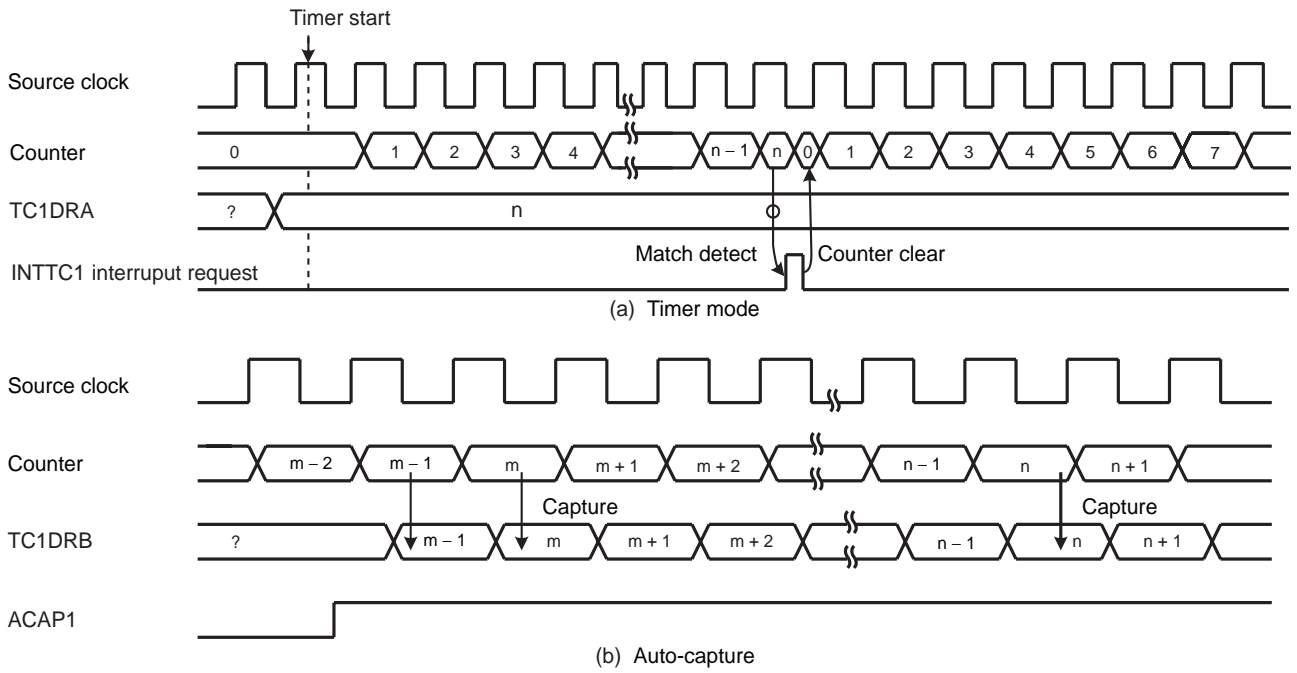 Timer start
Source clock
Counter 0 1 2 3 4 n – 1 n 0 1 2 3 4 5 6 7
TC1DRA ? n
Match detect Counter clear
INTTC1 interruput request
(a) Timer mode
Source clock
Counter m – 2 m – 1 m m + 1 m + 2 n – 1 n n + 1
Capture Capture
TC1DRB ? m – 1 m m + 1 m + 2 n – 1 n n + 1
ACAP1
(b) Auto-capture